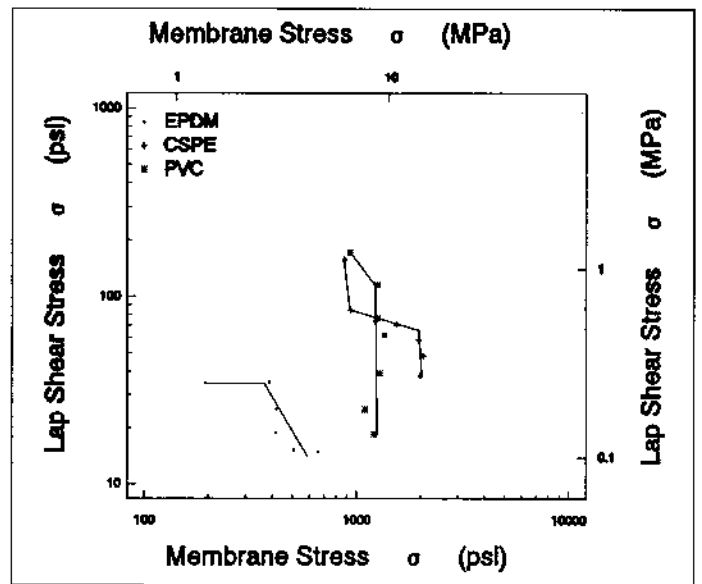 Membrane Stress σ (MPa)
1 10
1000
100
10
Lap Shear Stress σ (psi)
EPDM
CSPE
PVC
1
0.1
Lap Shear Stress σ (MPa)
100 1000 10000
Membrane Stress σ (psi)